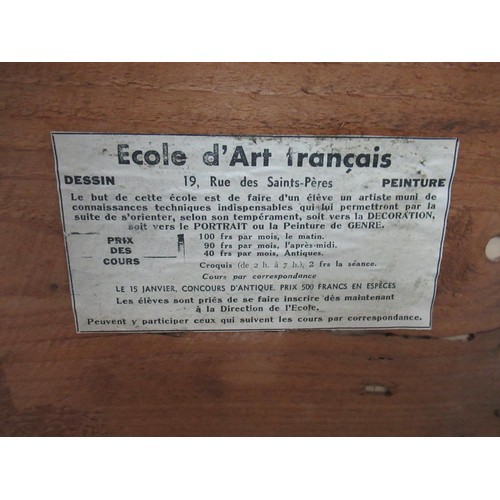 Ecole d'Art français
DESSIN 19, Rue des Saints-Pères PEINTURE
Le but de cette école est de faire d'un élève un artiste muni de
connaissances techniques indispensables qui lui permettront par la
suite de s'orienter, selon son tempérament, soit vers la DECORATION,
soit vers le PORTRAIT ou la Peinture de GENRE.
PRIX
DES
COURS
100 frs par mois, le matin.
90 frs par mois, l'après-midi.
40 frs par mois, Antiques.
Croquis (de 2 h. à 7 h.), 2 frs la séance.
Cours par correspondance
LE 15 JANVIER, CONCOURS D'ANTIQUE. PRIX 500 FRANCS EN ESPÈCES
Les élèves sont priés de se faire inscrire dès maintenant
à la Direction de l'Ecole.
Peuvent y participer ceux qui suivent les cours par correspondance.